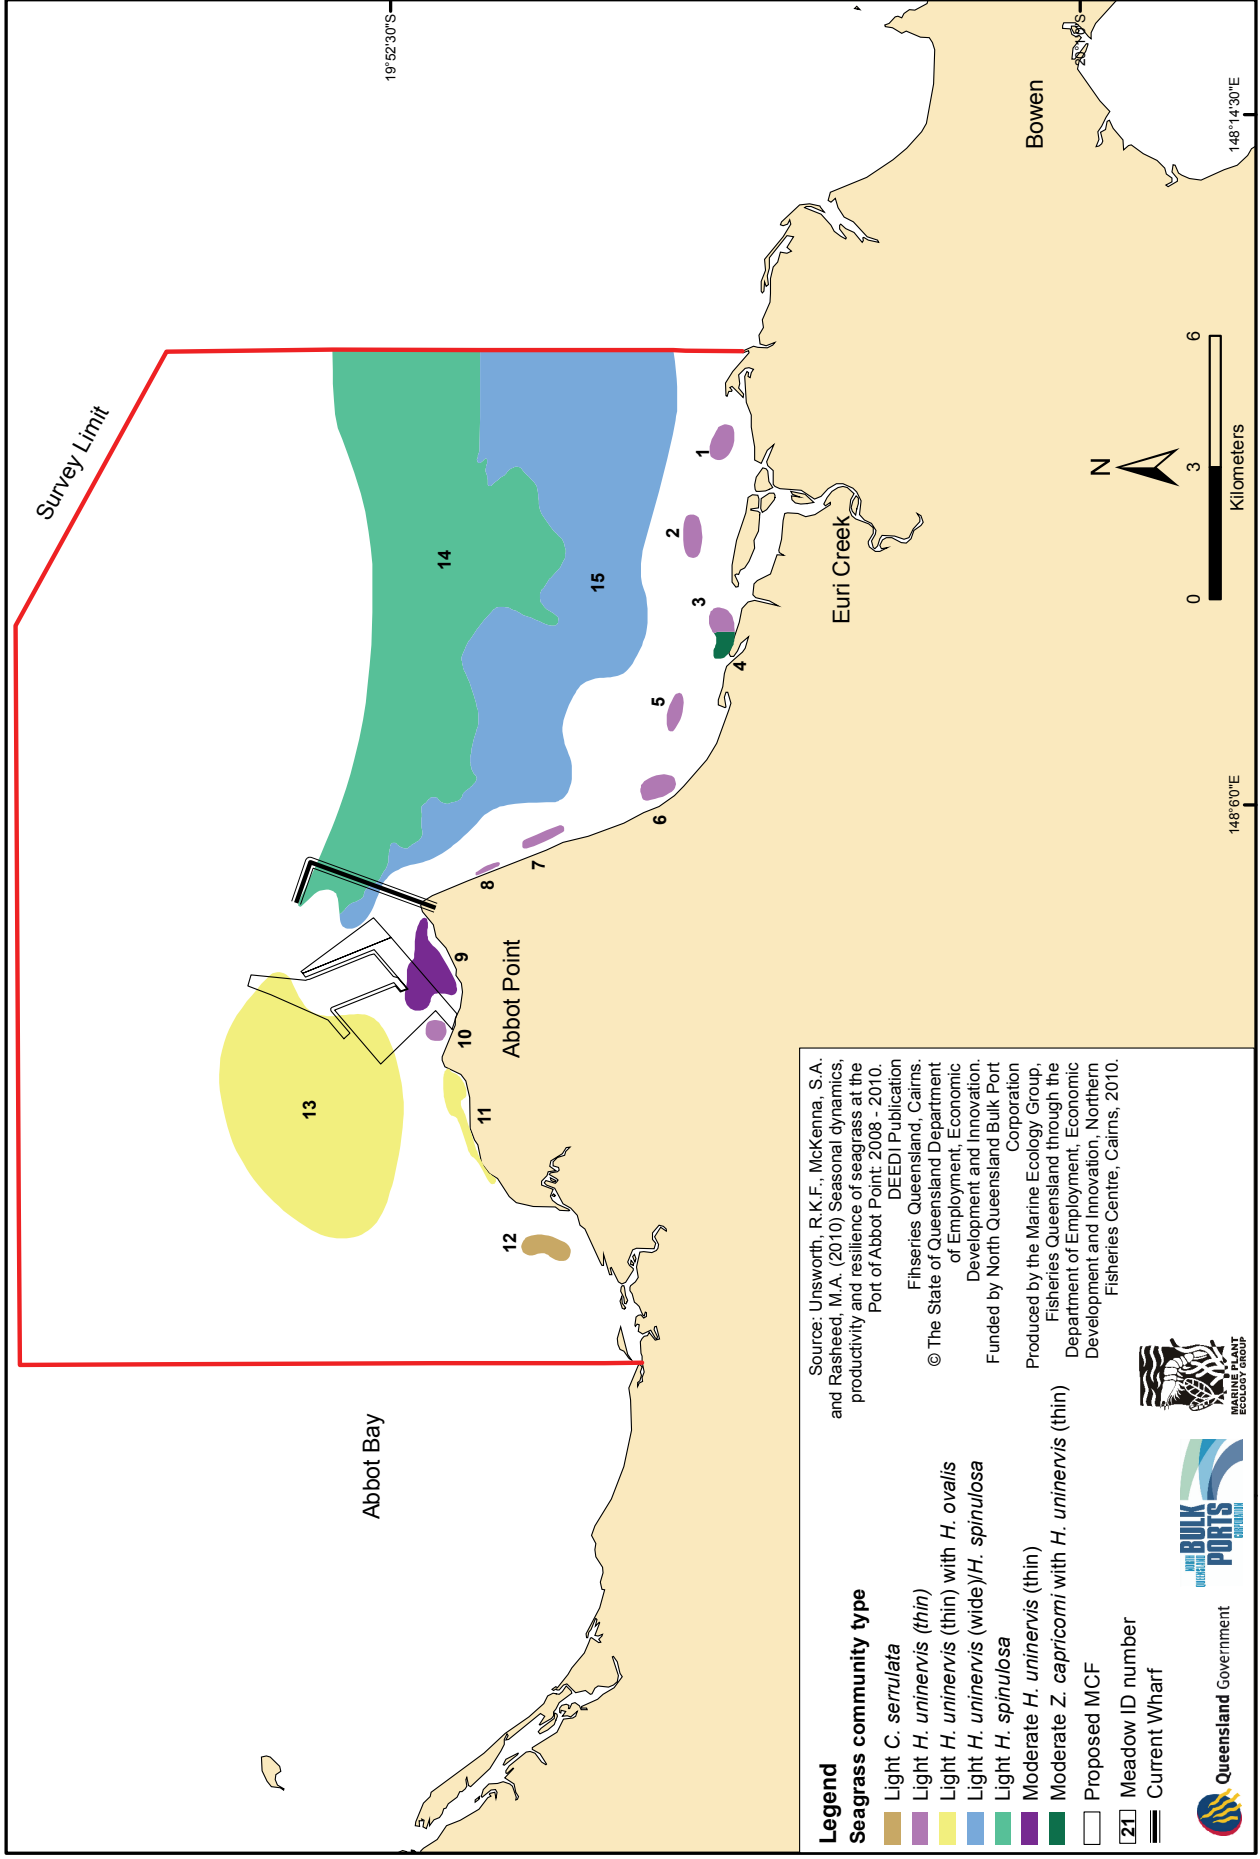 Survey Limit
19°52'30"S
20°1'0"S
148°14'30"E
148°6'0"E
Abbot Bay
Abbot Point
Euri Creek
Bowen
1
2
3
4
5
6
7
8
9
10
11
12
13
14
15
N
0 3 6
Kilometers
Legend
Seagrass community type
Light C. serrulata
Light H. uninervis (thin)
Light H. uninervis (thin) with H. ovalis
Light H. uninervis (wide)/H. spinulosa
Light H. spinulosa
Moderate H. uninervis (thin)
Moderate Z. capricorni with H. uninervis (thin)
Proposed MCF
21 Meadow ID number
Current Wharf
Source: Unsworth, R.K.F., McKenna, S.A.
and Rasheed, M.A. (2010) Seasonal dynamics,
productivity and resilience of seagrass at the
Port of Abbot Point: 2008 - 2010.
DEEDI Publication
Fihseries Queensland, Cairns.
© The State of Queensland Department
of Employment, Economic
Development and Innovation.
Funded by North Queensland Bulk Port
Corporation
Produced by the Marine Ecology Group,
Fisheries Queensland through the
Department of Employment, Economic
Development and Innovation, Northern
Fisheries Centre, Cairns, 2010.
Queensland Government
NORTH
QUEENSLAND
BULK
PORTS
CORPORATION
MARINE PLANT
ECOLOGY GROUP